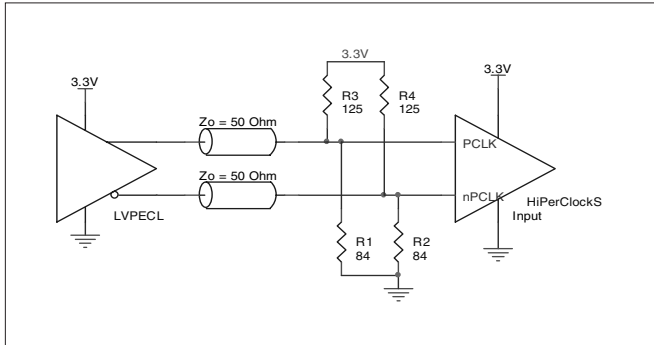 3.3V
3.3V
3.3V
R3
125
R4
125
Zo = 50 Ohm
PCLK
Zo = 50 Ohm
nPCLK
HiPerClockS
Input
LVPECL
R1
84
R2
84